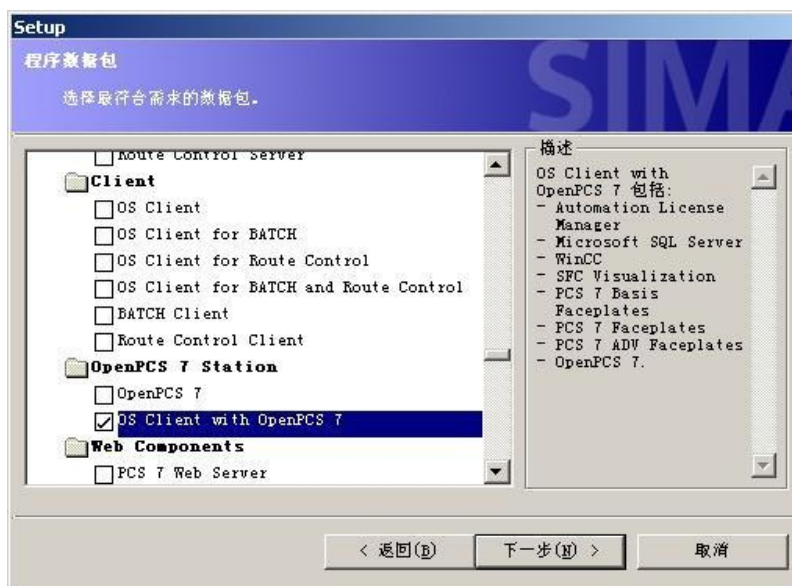 Setup
程序数据包
选择最符合需求的数据包。
SIMA
Route Control Server
Client
OS Client
OS Client for BATCH
OS Client for Route Control
OS Client for BATCH and Route Control
BATCH Client
Route Control Client
OpenPCS 7 Station
OpenPCS 7
OS Client with OpenPCS 7
Web Components
PCS 7 Web Server
描述
OS Client with
OpenPCS 7 包括:
- Automation License
Manager
- Microsoft SQL Server
- WinCC
- SFC Visualization
- PCS 7 Basis
Faceplates
- PCS 7 Faceplates
- PCS 7 ADV Faceplates
- OpenPCS 7.
< 返回(B)
下一步(N) >
取消